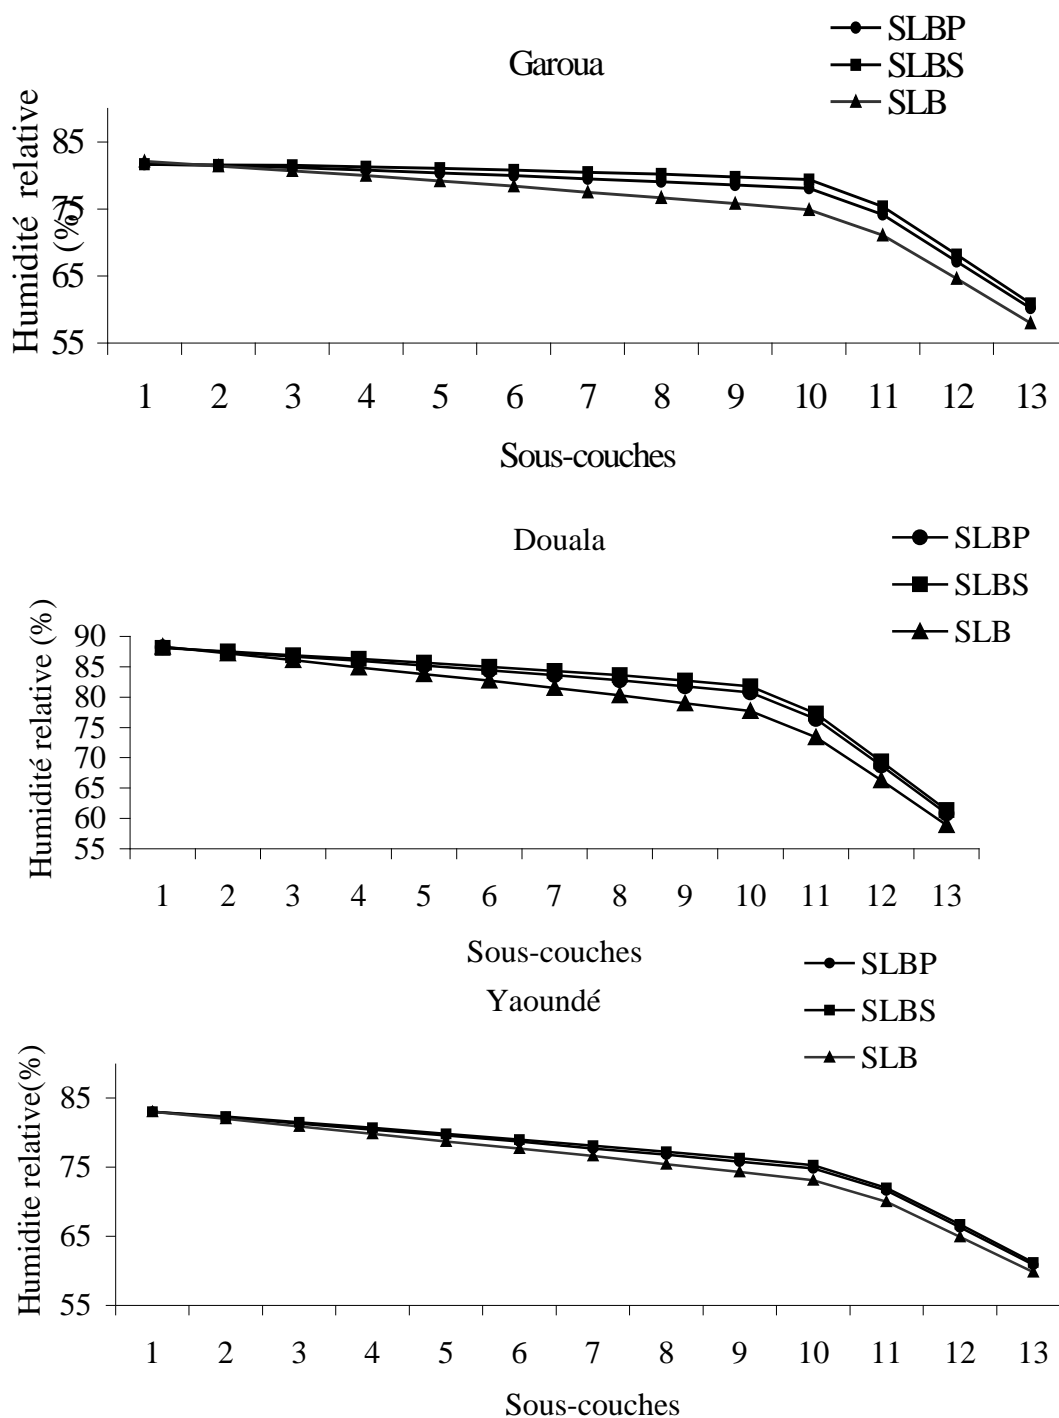 SLBP
Garoua
SLBS
SLB
Humidité relative
(%)
85
75
65
55
1 2 3 4 5 6 7 8 9 10 11 12 13
Sous-couches
Douala
SLBP
SLBS
SLB
Humidité relative (%)
90
85
80
75
70
65
60
55
1 2 3 4 5 6 7 8 9 10 11 12 13
Sous-couches
SLBP
Yaoundé
SLBS
SLB
Humidite relative(%)
85
75
65
55
1 2 3 4 5 6 7 8 9 10 11 12 13
Sous-couches